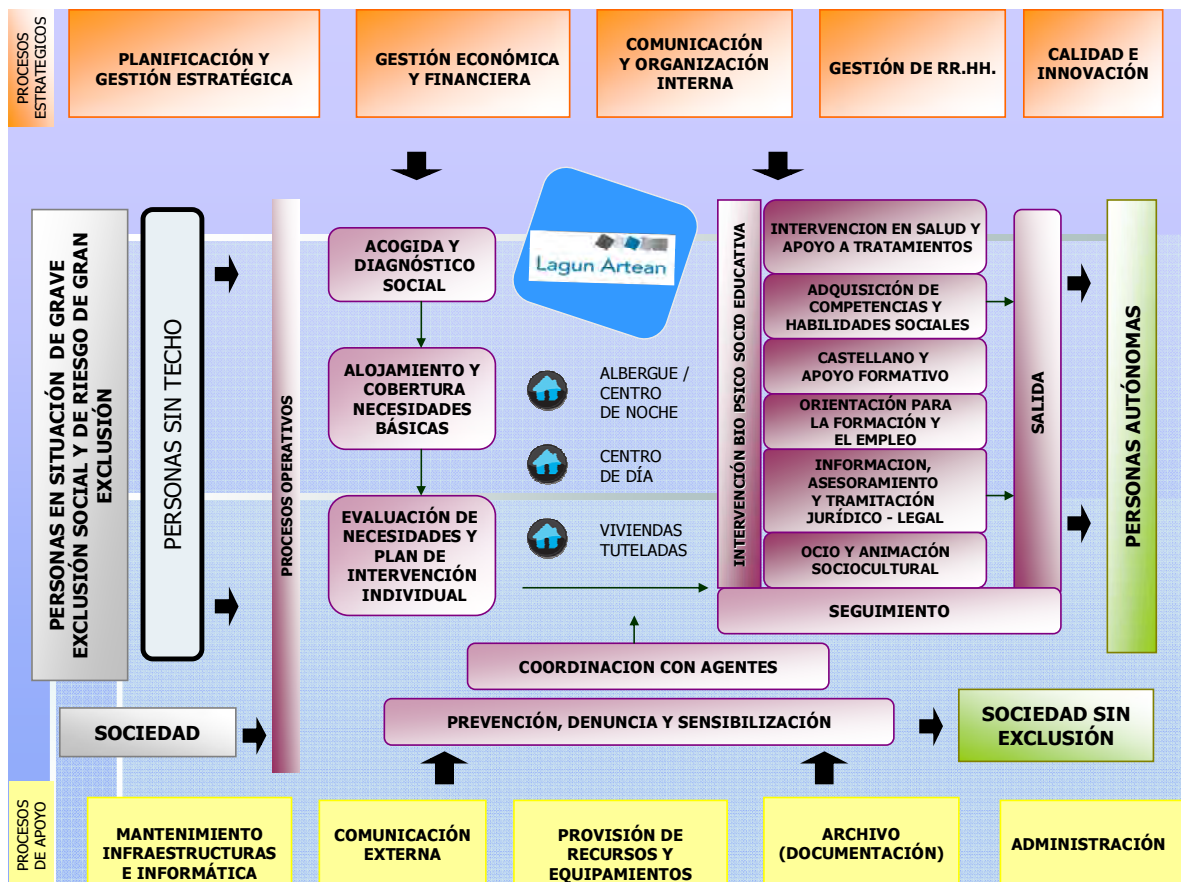 PROCESOS
ESTRATEGICOS
PLANIFICACIÓN Y
GESTIÓN ESTRATÉGICA
GESTIÓN ECONÓMICA
Y FINANCIERA
COMUNICACIÓN
Y ORGANIZACIÓN
INTERNA
GESTIÓN DE RR.HH.
CALIDAD E
INNOVACIÓN
PERSONAS EN SITUACIÓN  DE GRAVE
EXCLUSIÓN SOCIAL Y DE RIESGO DE GRAN
EXCLUSIÓN
PERSONAS SIN TECHO
PROCESOS OPERATIVOS
ACOGIDA Y
DIAGNÓSTICO
SOCIAL
ALOJAMIENTO Y
COBERTURA
NECESIDADES
BÁSICAS
EVALUACIÓN DE
NECESIDADES Y
PLAN DE
INTERVENCIÓN
INDIVIDUAL
Lagun Artean
ALBERGUE /
CENTRO
DE NOCHE
CENTRO
DE DÍA
VIVIENDAS
TUTELADAS
INTERVENCIÓN BIO PSICO SOCIO EDUCATIVA
INTERVENCION EN SALUD Y
APOYO A TRATAMIENTOS
ADQUISICIÓN DE
COMPETENCIAS Y
HABILIDADES SOCIALES
CASTELLANO Y
APOYO FORMATIVO
ORIENTACIÓN PARA
LA FORMACIÓN Y
EL EMPLEO
INFORMACION,
ASESORAMIENTO
Y TRAMITACIÓN
JURÍDICO - LEGAL
OCIO Y ANIMACIÓN
SOCIOCULTURAL
SALIDA
SEGUIMIENTO
PERSONAS AUTÓNOMAS
COORDINACION CON AGENTES
SOCIEDAD
PREVENCIÓN, DENUNCIA Y SENSIBILIZACIÓN
SOCIEDAD SIN
EXCLUSIÓN
PROCESOS
DE APOYO
MANTENIMIENTO
INFRAESTRUCTURAS
E INFORMÁTICA
COMUNICACIÓN
EXTERNA
PROVISIÓN DE
RECURSOS Y
EQUIPAMIENTOS
ARCHIVO
(DOCUMENTACIÓN)
ADMINISTRACIÓN